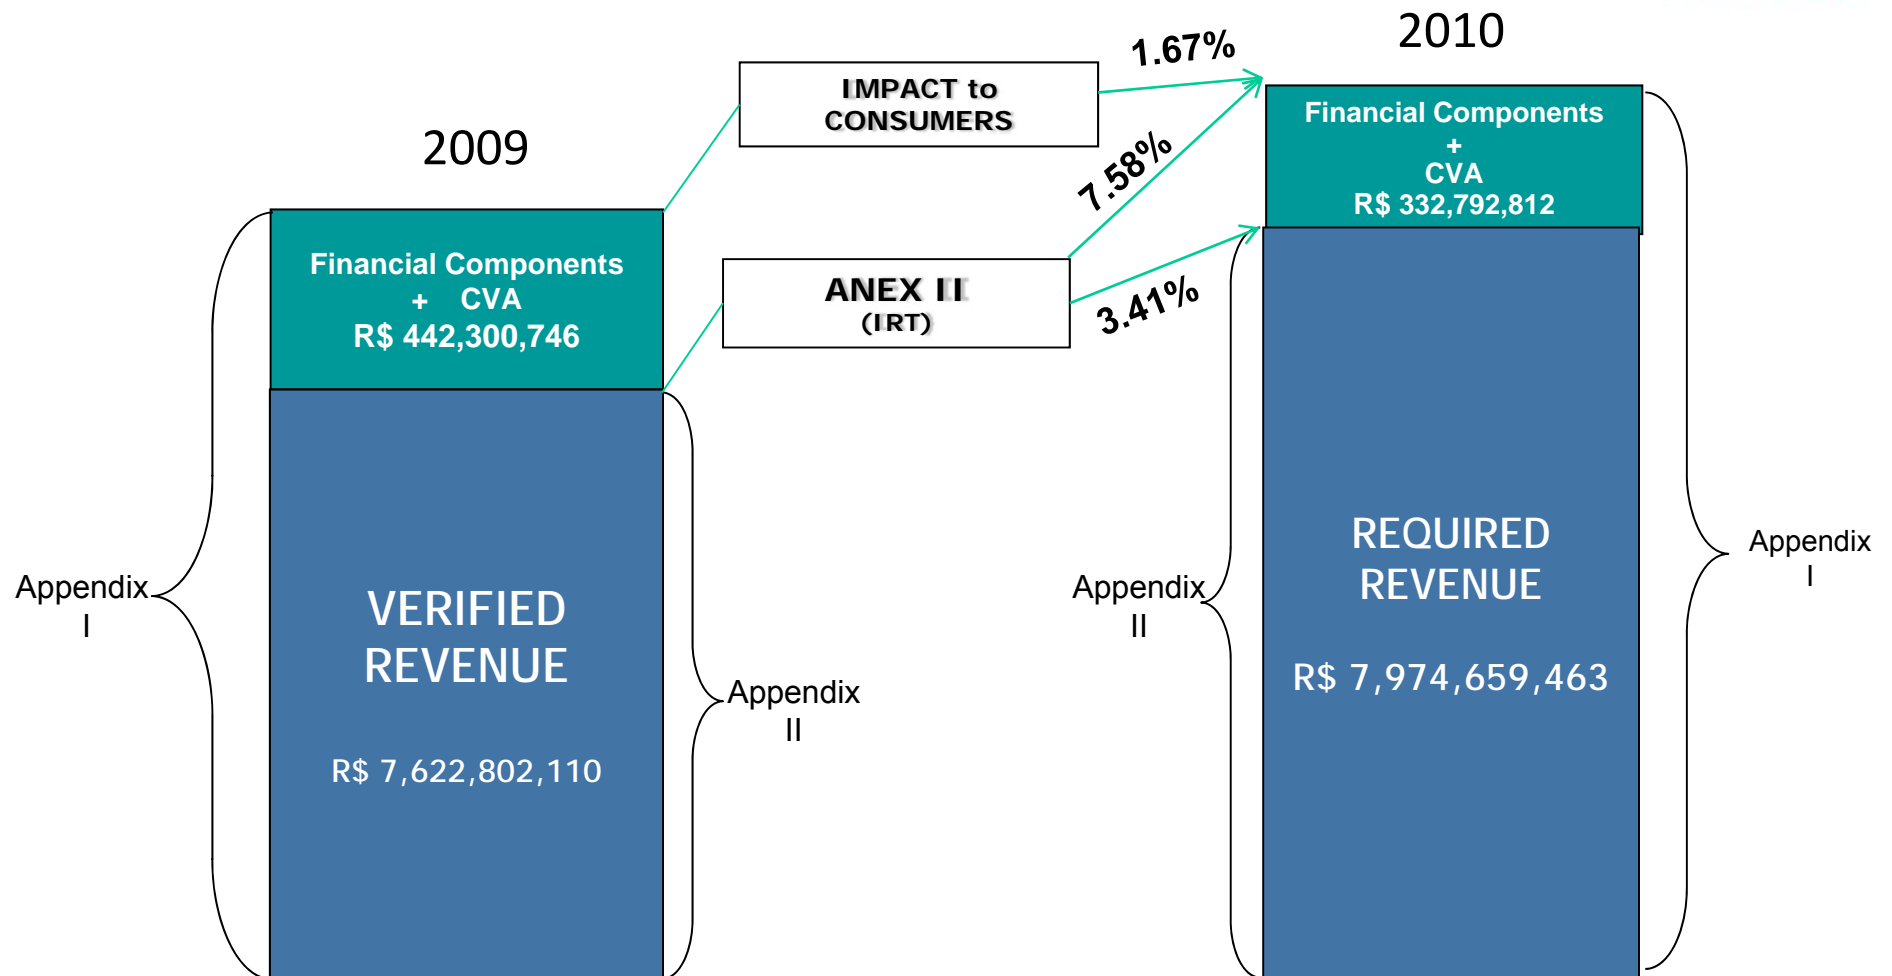 2009
Financial Components
+ CVA
R$ 442,300,746
VERIFIED
REVENUE
R$ 7,622,802,110
Appendix
I
Appendix
II
IMPACT to
CONSUMERS
ANEX II
(IRT)
1.67%
7.58%
3.41%
2010
Financial Components
+
CVA
R$ 332,792,812
REQUIRED
REVENUE
R$ 7,974,659,463
Appendix
II
Appendix
I